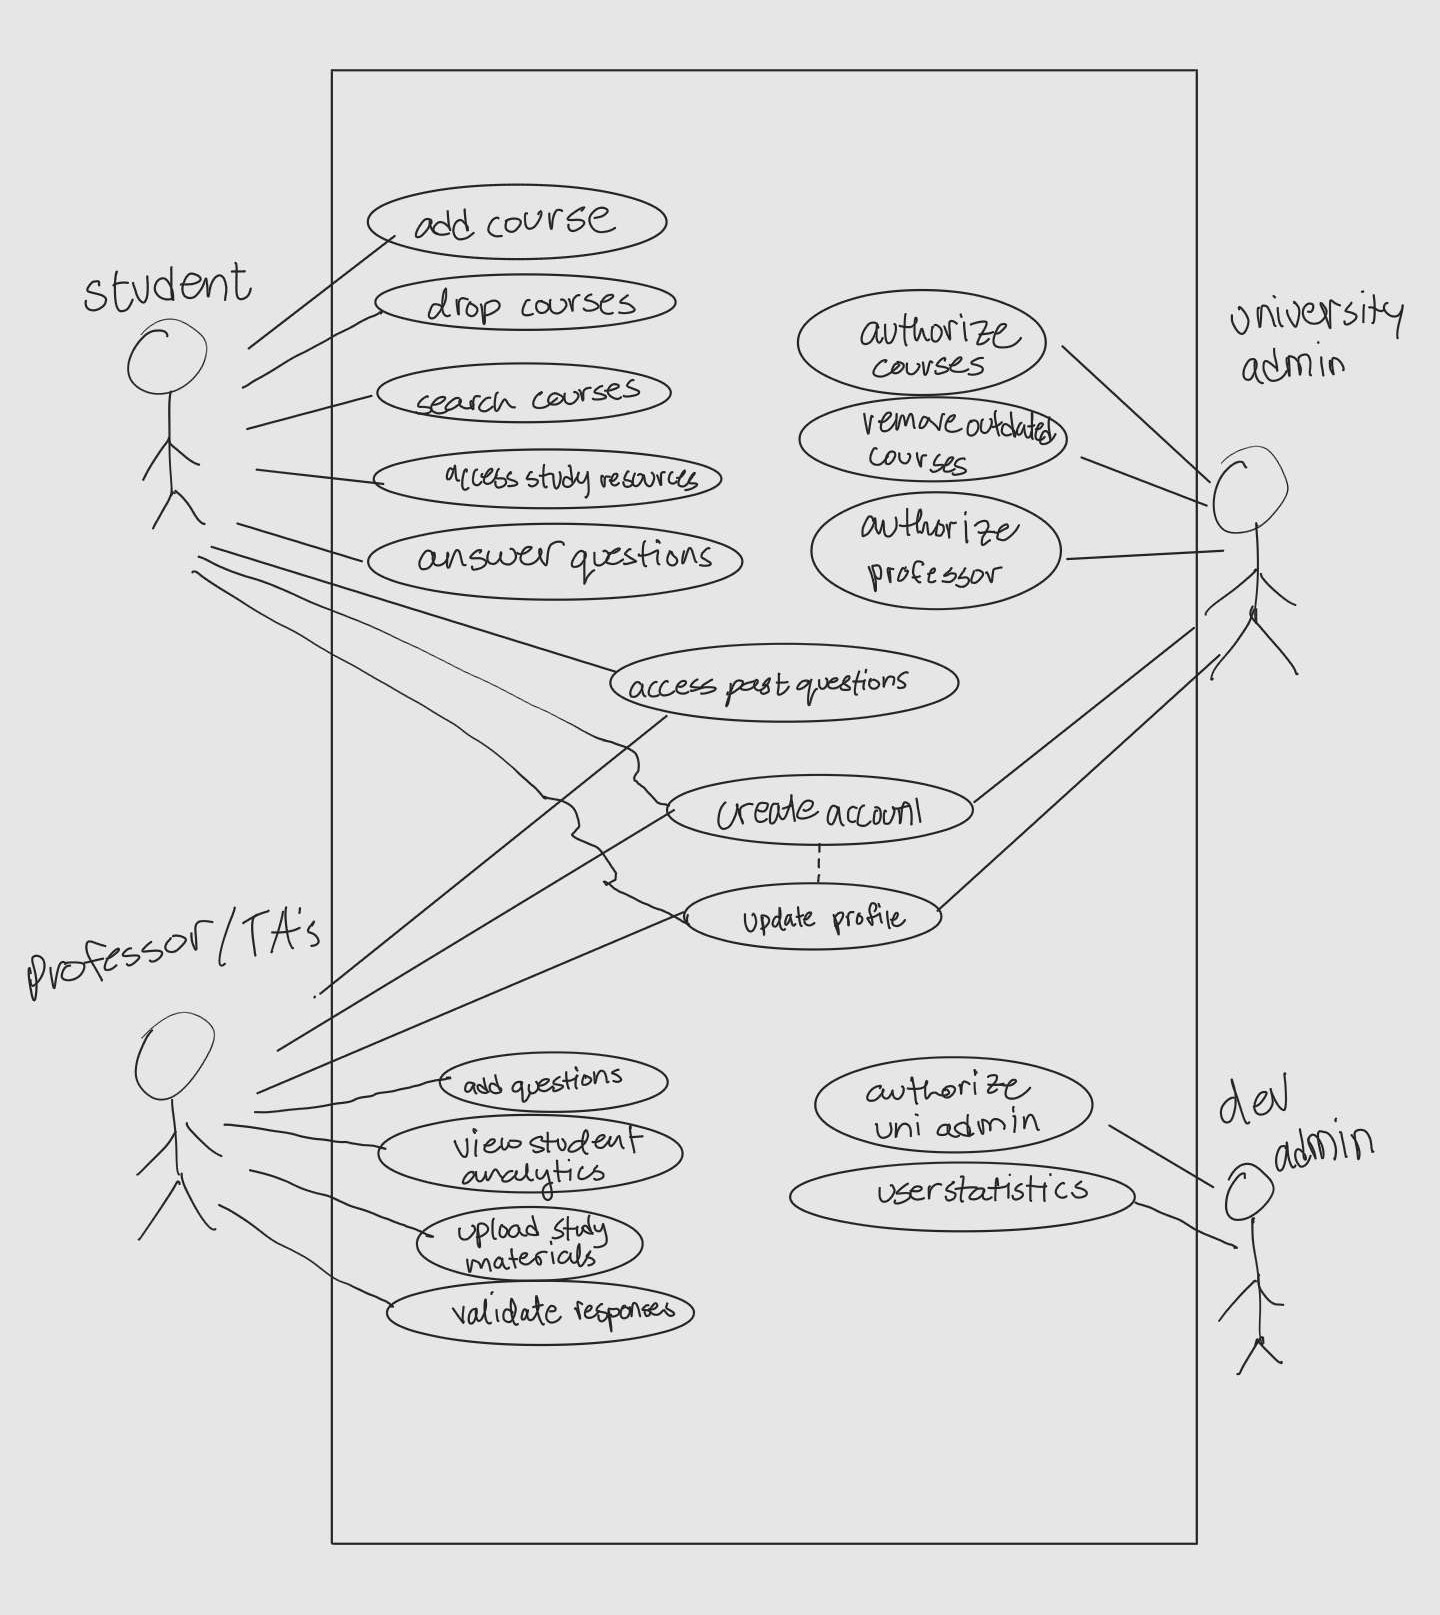 add course
student
drop courses
authorize
courses
university
admin
search courses
remove outdated
courses
access study resources
answer questions
authorize
professor
access past questions
create account
update profile
professor/TA's
add questions
view student
analytics
upload study
materials
validate responses
authorize
uni admin
user statistics
dev
admin